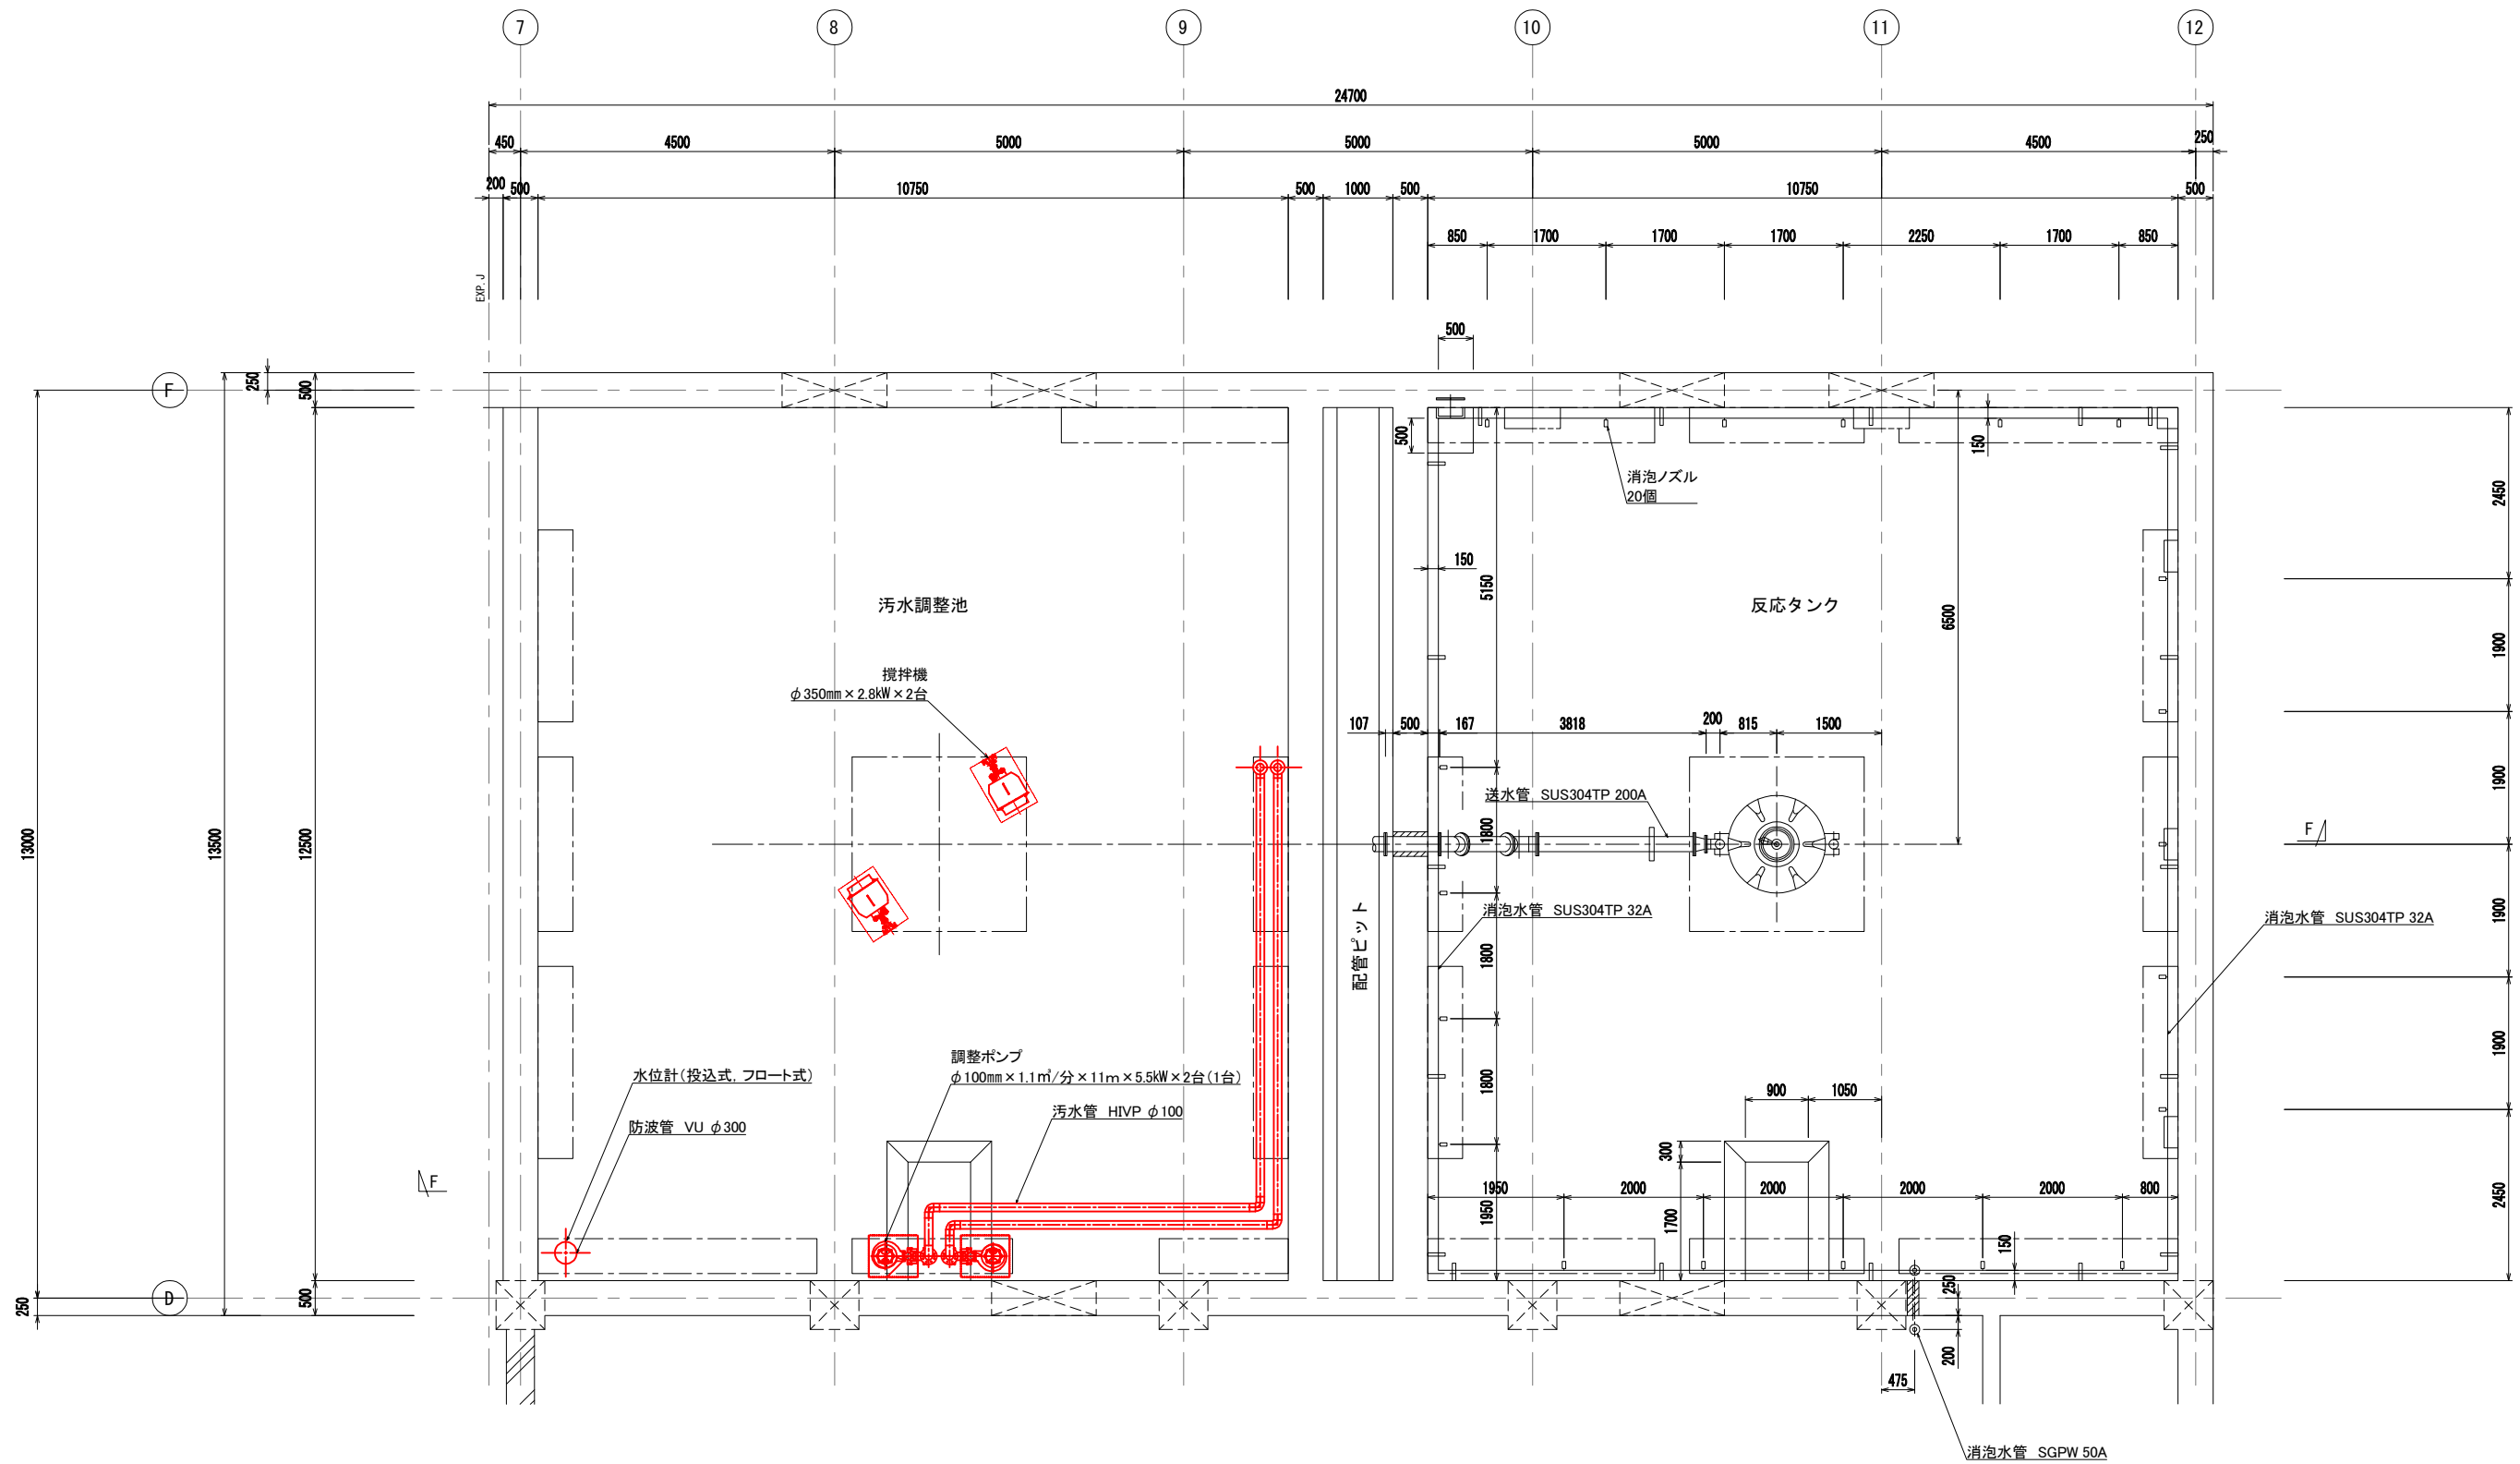 7 8 9 10 11 12
24700
450 4500 5000 5000 5000 4500 250
200 500 10750 500 1000 500 10750 500
850 1700 1700 1700 2250 1700 850
EXP. J
500
F
250
500
500
150
消泡ノズル
20個
2450
150
5150
汚水調整池
反応タンク
6500
1900
撹拌機
φ350mm×2.8kW×2台
107 500 167 3818 200 815 1500
1900
送水管 SUS304TP 200A
1800
13000
13500
12500
F
消泡水管 SUS304TP 32A
消泡水管 SUS304TP 32A
1900
配管ピット
1800
1900
調整ポンプ
φ100mm×1.1㎥/分×11m×5.5kW×2台(1台)
水位計(投込式, フロート式)
1800
900 1050
汚水管 HIVP φ100
防波管 VU φ300
300
F
1950 2000 2000 2000 2000 800
1950
1700
2450
150
D
250
500
250
200
475
消泡水管 SGPW 50A